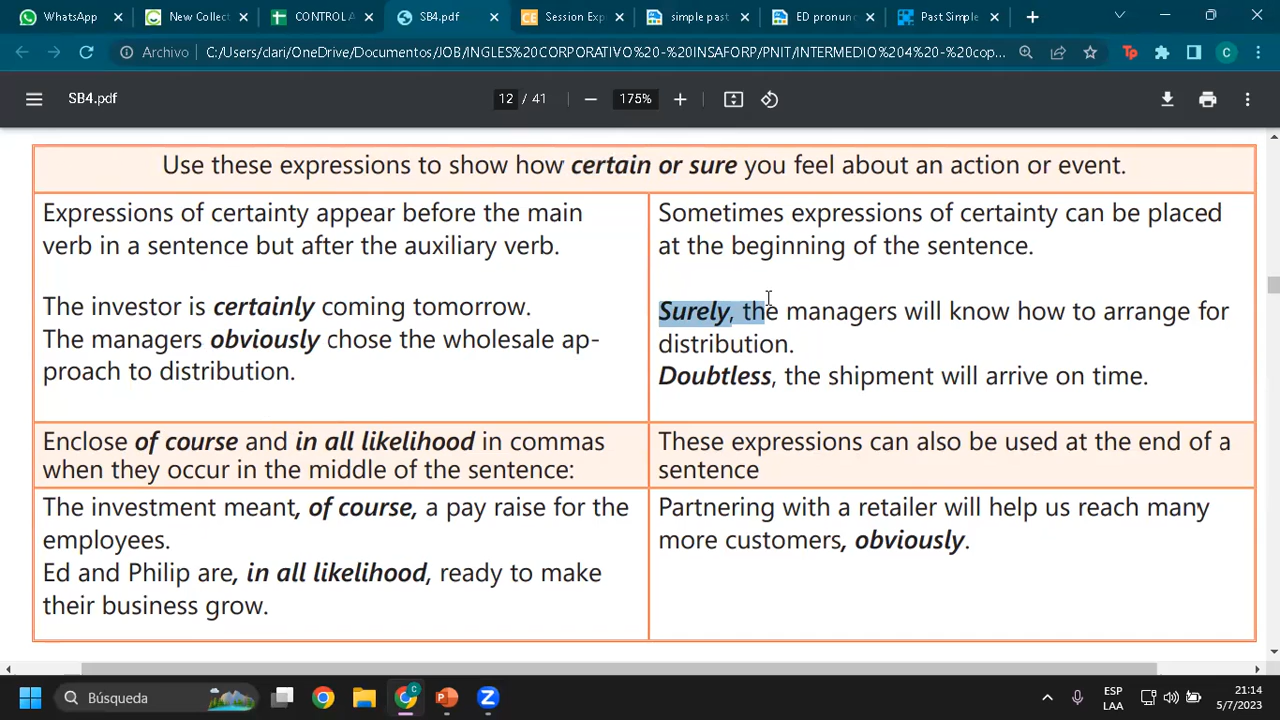 WhatsApp
New Collect
CONTROL A
SB4.pdf
CE
Session Exp
simple past
ED pronunc
Past Simple
Archivo
C:/Users/clari/OneDrive/Documentos/JOB/INGLES%20CORPORATIVO%20-%20INSAFORP/PNIT/INTERMEDIO%204%20-%20cop...
C
SB4.pdf
12 / 41
175%
Use these expressions to show how certain or sure you feel about an action or event.
Expressions of certainty appear before the main
verb in a sentence but after the auxiliary verb.
The investor is certainly coming tomorrow.
The managers obviously chose the wholesale ap-
proach to distribution.
Sometimes expressions of certainty can be placed
at the beginning of the sentence.
Surely, the managers will know how to arrange for
distribution.
Doubtless, the shipment will arrive on time.
Enclose of course and in all likelihood in commas
when they occur in the middle of the sentence:
These expressions can also be used at the end of a
sentence
The investment meant, of course, a pay raise for the
employees.
Ed and Philip are, in all likelihood, ready to make
their business grow.
Partnering with a retailer will help us reach many
more customers, obviously.
Búsqueda
ESP
LAA
21:14
5/7/2023